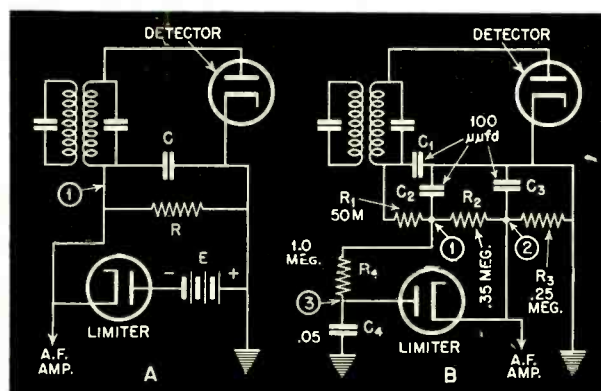 DETECTOR
C
1
R
E
- +
LIMITER
A.F.
AMP.
A
DETECTOR
100
μμfd
C1
C2
C3
R1
50 M
R2
1
2
1.0
MEG.
R4
.35 MEG.
R3
.25
MEG.
3
.05
C4
LIMITER
A.F.
AMP.
B